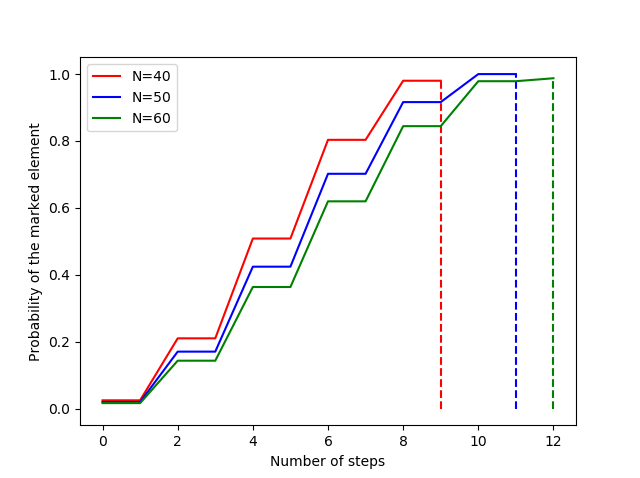 N=40
N=50
N=60
Probability of the marked element
1.0
0.8
0.6
0.4
0.2
0.0
0 2 4 6 8 10 12
Number of steps